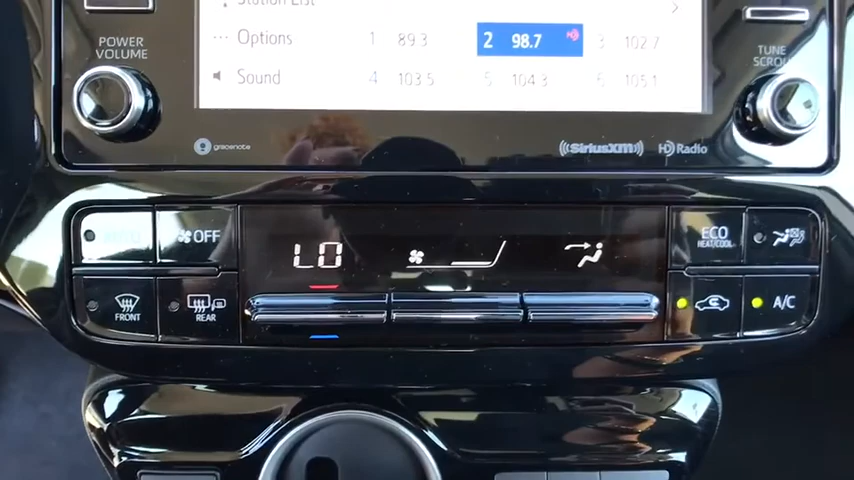 Station List
POWER
VOLUME
Options
1 89.3
2 98.7
3 102.7
TUNE
SCROLL
Sound
4 103.5
5 104.3
6 105.1
gracenote
SiriusXM
HD Radio
OFF
LO
ECO
HEAT/COOL
FRONT
REAR
A/C